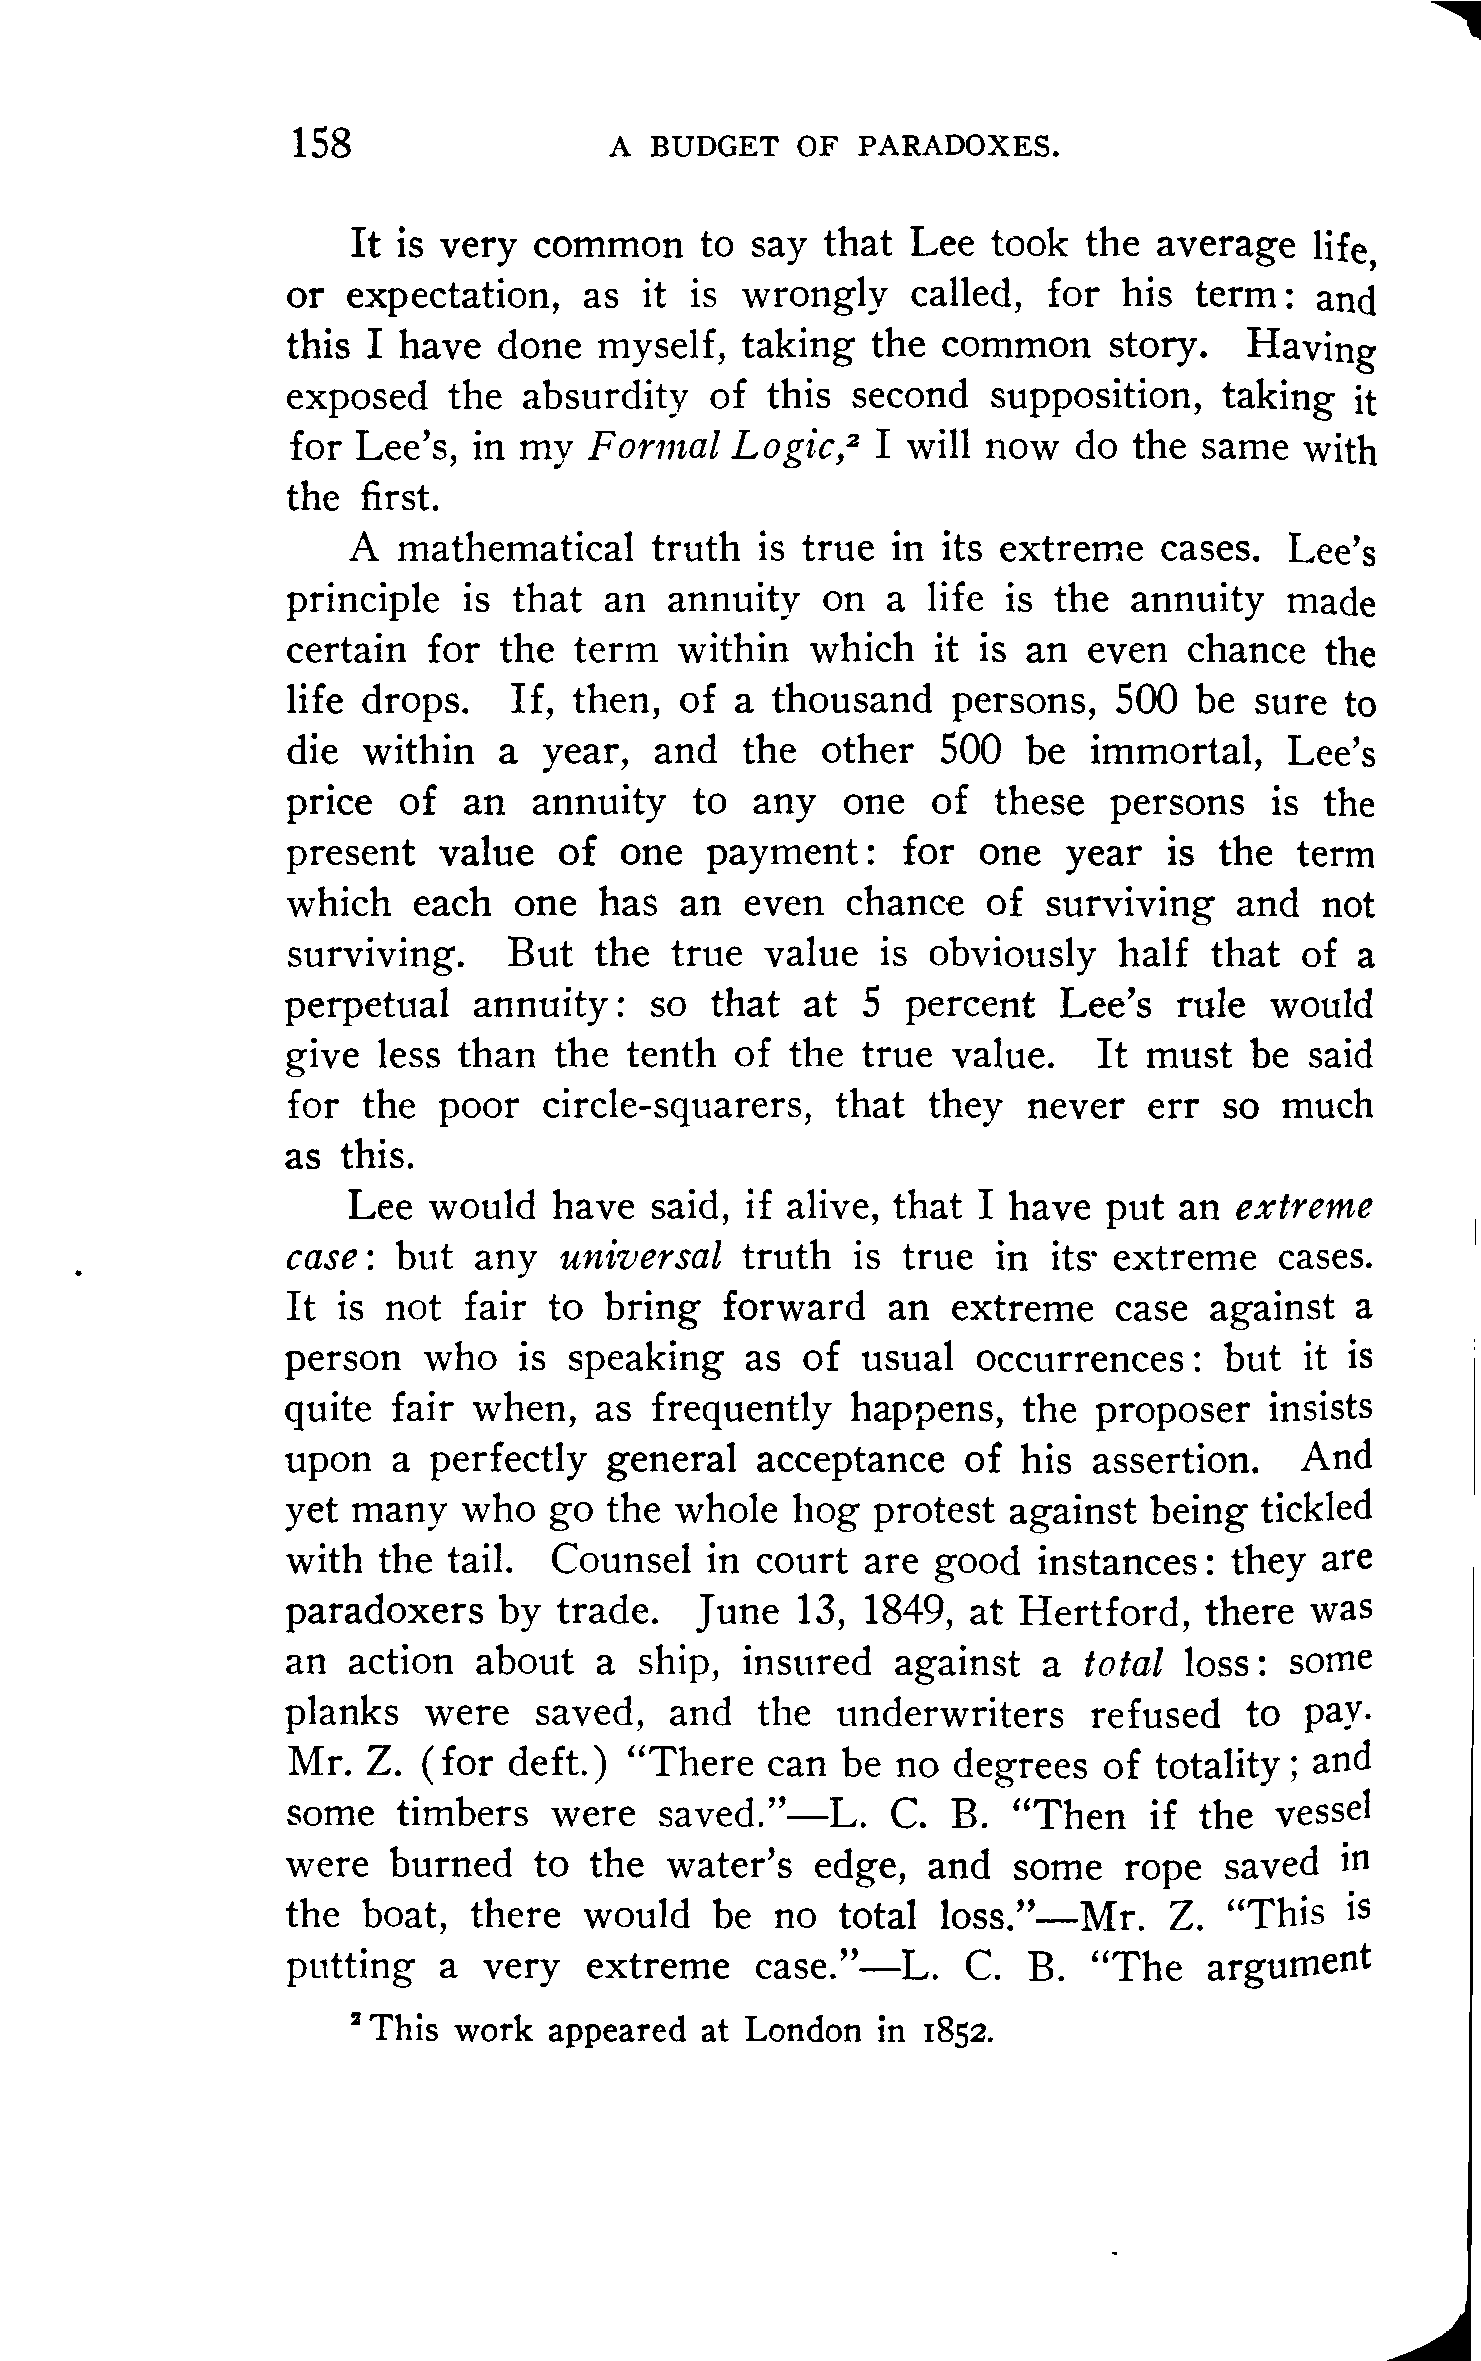 158 A BUDGET OF PARADOXES.
It is very common to say that Lee took the average life,
or expectation, as it is wrongly called, for his term: and
this I have done myself, taking the common story. Having
exposed the absurdity of this second supposition, taking it
for Lee's, in my Formal Logic,² I will now do the same with
the first.
A mathematical truth is true in its extreme cases. Lee's
principle is that an annuity on a life is the annuity made
certain for the term within which it is an even chance the
life drops. If, then, of a thousand persons, 500 be sure to
die within a year, and the other 500 be immortal, Lee's
price of an annuity to any one of these persons is the
present value of one payment: for one year is the term
which each one has an even chance of surviving and not
surviving. But the true value is obviously half that of a
perpetual annuity: so that at 5 percent Lee's rule would
give less than the tenth of the true value. It must be said
for the poor circle-squarers, that they never err so much
as this.
Lee would have said, if alive, that I have put an extreme
case: but any universal truth is true in its extreme cases.
It is not fair to bring forward an extreme case against a
person who is speaking as of usual occurrences: but it is
quite fair when, as frequently happens, the proposer insists
upon a perfectly general acceptance of his assertion. And
yet many who go the whole hog protest against being tickled
with the tail. Counsel in court are good instances: they are
paradoxers by trade. June 13, 1849, at Hertford, there was
an action about a ship, insured against a total loss: some
planks were saved, and the underwriters refused to pay.
Mr. Z. (for deft.) "There can be no degrees of totality; and
some timbers were saved."—L. C. B. "Then if the vessel
were burned to the water's edge, and some rope saved in
the boat, there would be no total loss."—Mr. Z. "This is
putting a very extreme case."—L. C. B. "The argument
² This work appeared at London in 1852.